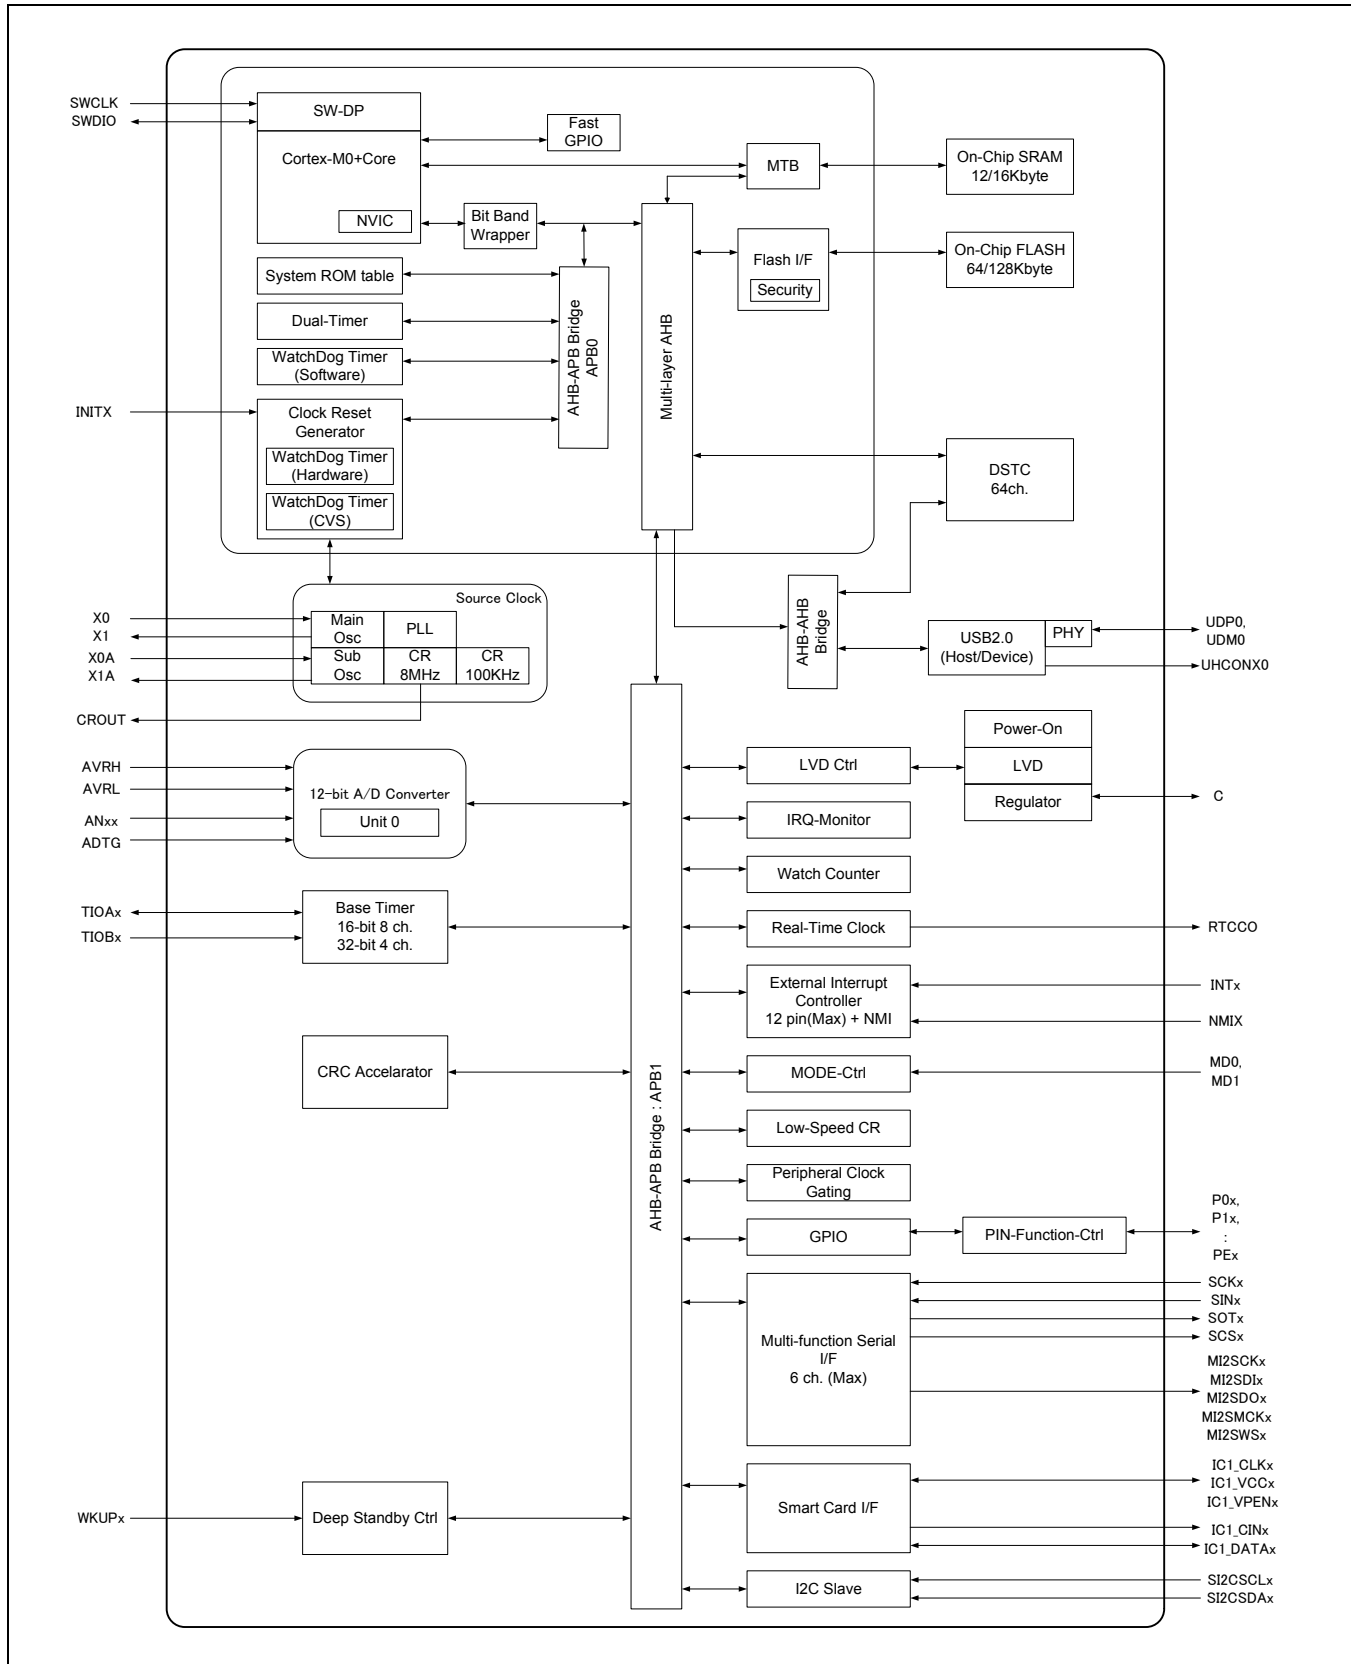 SWCLK
SWDIO
SW-DP
Cortex-M0+Core
NVIC
Fast
GPIO
MTB
On-Chip SRAM
12/16Kbyte
Bit Band
Wrapper
Flash I/F
Security
On-Chip FLASH
64/128Kbyte
System ROM table
Dual-Timer
WatchDog Timer
(Software)
AHB-APB Bridge
APB0
Multi-layer AHB
INITX
Clock Reset
Generator
WatchDog Timer
(Hardware)
WatchDog Timer
(CVS)
DSTC
64ch.
Source Clock
X0
X1
X0A
X1A
Main
Osc
PLL
Sub
Osc
CR
8MHz
CR
100KHz
CROUT
AHB-AHB
Bridge
USB2.0
(Host/Device)
PHY
UDP0,
UDM0
UHCONX0
AVRH
AVRL
ANxx
ADTG
12-bit A/D Converter
Unit 0
AHB-APB Bridge : APB1
LVD Ctrl
Power-On
LVD
Regulator
C
IRQ-Monitor
Watch Counter
TIOAx
TIOBx
Base Timer
16-bit 8 ch.
32-bit 4 ch.
Real-Time Clock
RTCCO
External Interrupt
Controller
12 pin(Max) + NMI
INTx
NMIX
CRC Accelarator
MODE-Ctrl
MD0,
MD1
Low-Speed CR
Peripheral Clock
Gating
GPIO
PIN-Function-Ctrl
P0x,
P1x,
:
PEx
Multi-function Serial
I/F
6 ch. (Max)
SCKx
SINx
SOTx
SCSx
MI2SCKx
MI2SDIx
MI2SDOx
MI2SMCKx
MI2SWSx
WKUPx
Deep Standby Ctrl
Smart Card I/F
IC1_CLKx
IC1_VCCx
IC1_VPENx
IC1_CINx
IC1_DATAx
I2C Slave
SI2CSCLx
SI2CSDAx